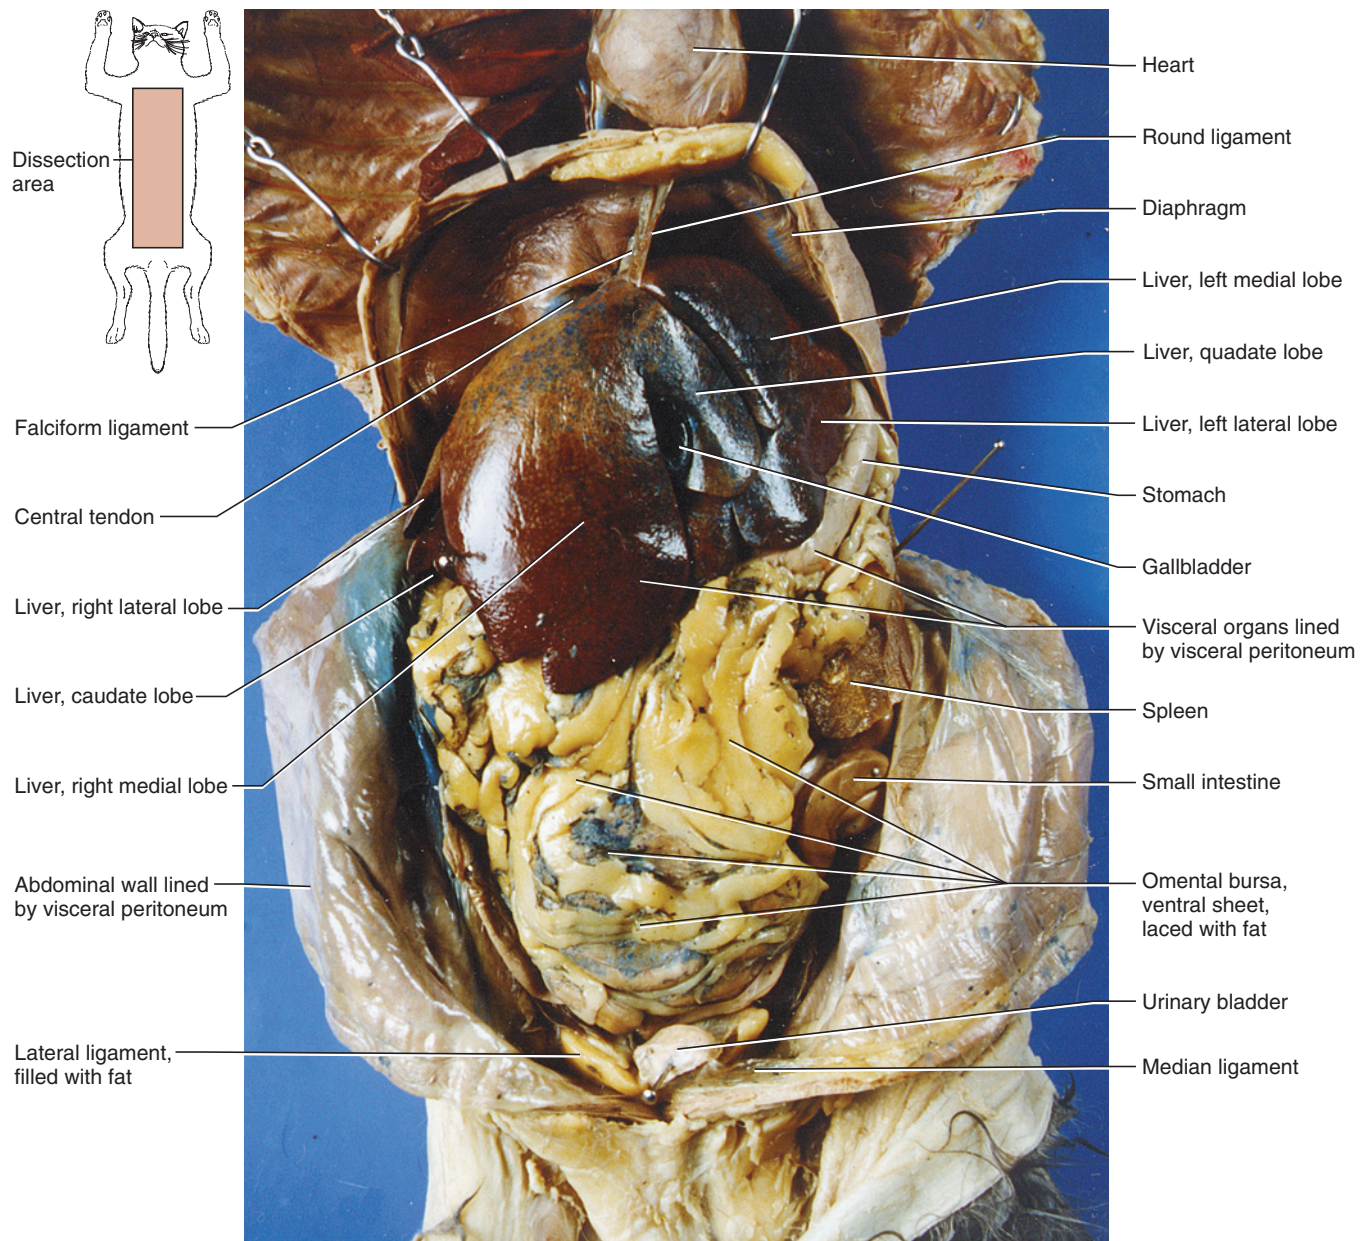 Dissection
area
Falciform ligament
Central tendon
Liver, right lateral lobe
Liver, caudate lobe
Liver, right medial lobe
Abdominal wall lined
by visceral peritoneum
Lateral ligament,
filled with fat
Heart
Round ligament
Diaphragm
Liver, left medial lobe
Liver, quadate lobe
Liver, left lateral lobe
Stomach
Gallbladder
Visceral organs lined
by visceral peritoneum
Spleen
Small intestine
Omental bursa,
ventral sheet,
laced with fat
Urinary bladder
Median ligament